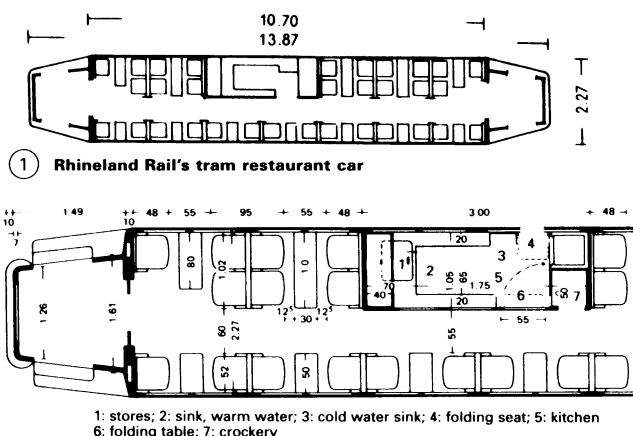 10.70
13.87
2.27
1 Rhineland Rail's tram restaurant car
10 1 49 10 48 55 95 55 48 3 00 48
7
80 1.02 1.0 20 3 4
1 2 1.05 65 1.75 5
70
40 6 50 7
1.26 1.61
12⁵ 30 12⁵ 20 55
60 2.27 55
52 50
1: stores; 2: sink, warm water; 3: cold water sink; 4: folding seat; 5: kitchen
6: folding table; 7: crockery